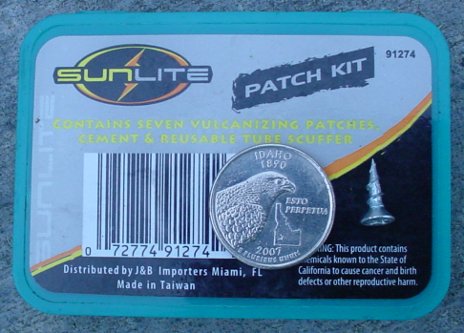 SUNLITE
PATCH KIT
91274
CONTAINS SEVEN VULCANIZING PATCHES,
CEMENT & REUSABLE TUBE SCUFFER
IDAHO
1890
ESTO
PERPETUA
2007
E PLURIBUS UNUM
0 72774 91274
Distributed by J&B Importers Miami, FL
Made in Taiwan
This product contains
chemicals known to the State of
California to cause cancer and birth
defects or other reproductive harm.
SUNLITE